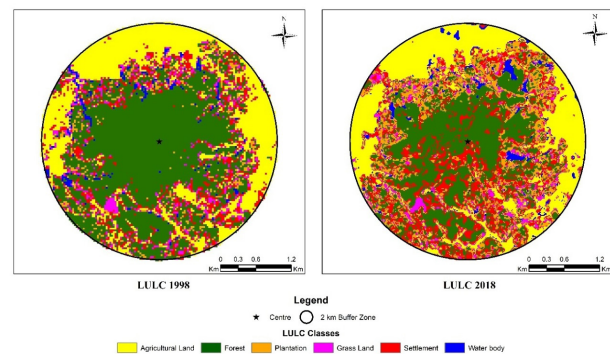 N
N
0 0.3 0.6 1.2
Km Km
0 0.3 0.6 1.2
Km Km
LULC 1998
LULC 2018
Legend
Centre 2 km Buffer Zone
LULC Classes
Agricultural Land Forest Plantation Grass Land Settlement Water body